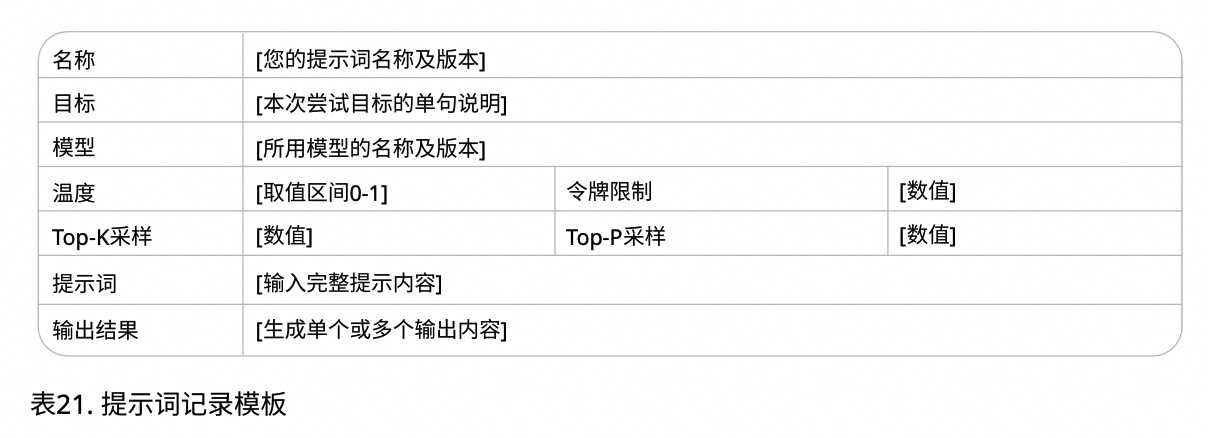 名称 [您的提示词名称及版本]
目标 [本次尝试目标的单句说明]
模型 [所用模型的名称及版本]
温度 [取值区间0-1] 令牌限制 [数值]
Top-K采样 [数值] Top-P采样 [数值]
提示词 [输入完整提示内容]
输出结果 [生成单个或多个输出内容]
表21. 提示词记录模板